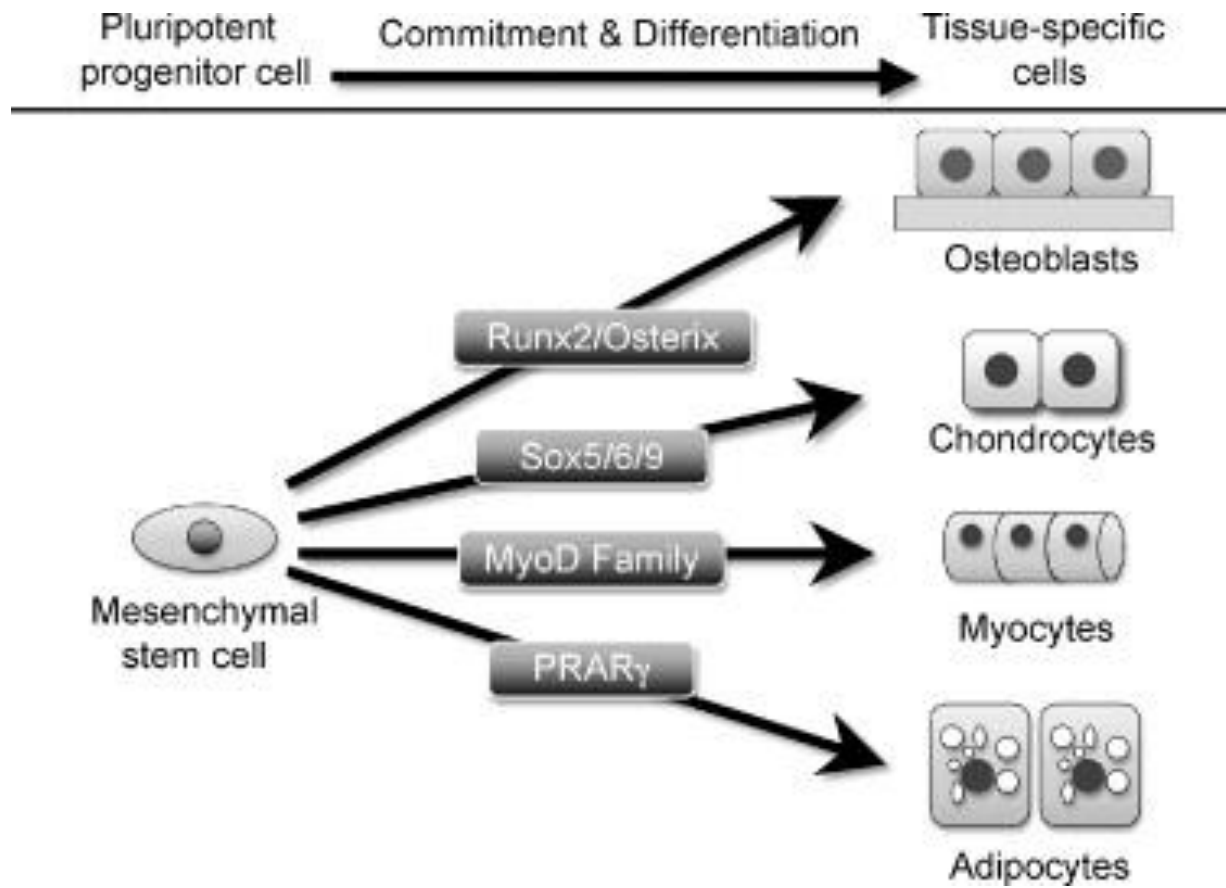 Pluripotent
progenitor cell
Commitment & Differentiation
Tissue-specific
cells
Osteoblasts
Runx2/Osterix
Chondrocytes
Sox5/6/9
Mesenchymal
stem cell
MyoD Family
Myocytes
PRARγ
Adipocytes